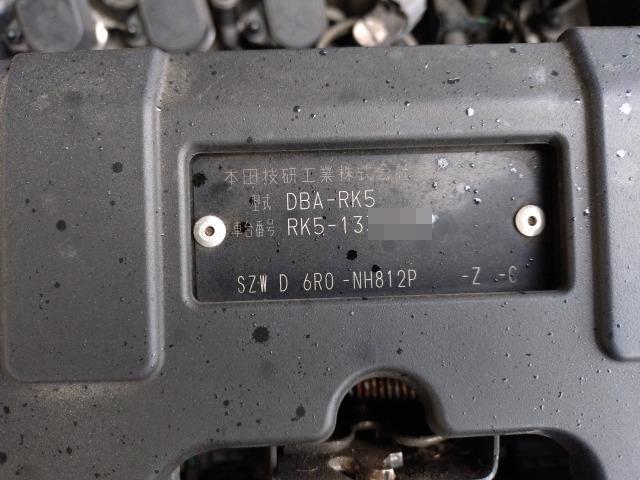 本田技研工業株式会社
型式 DBA-RK5
車台番号 RK5-13
SZW D 6R0 -NH812P -Z -C